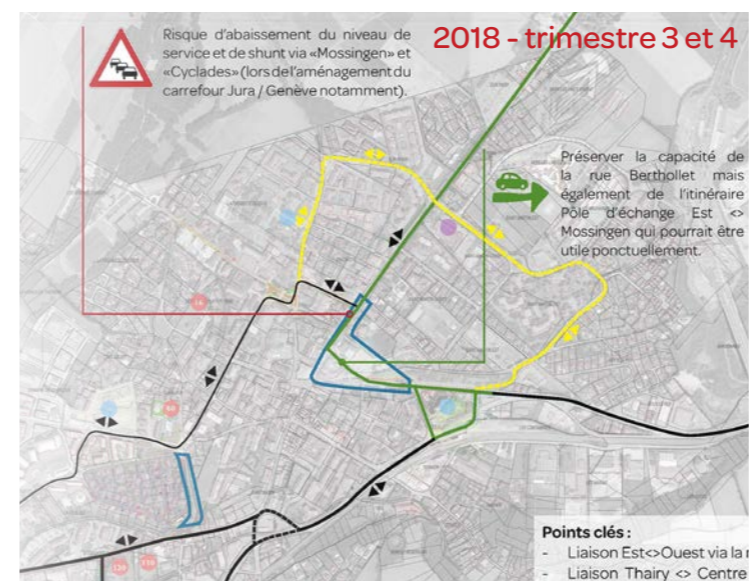 Risque d'abaissement du niveau de
service et de shunt via «Mossingen» et
«Cyclades» (lors de l'aménagement du
carrefour Jura / Genève notamment).
2018 - trimestre 3 et 4
Préserver la capacité de
la rue Berthollet mais
également de l'itinéraire
Pôle d'échange Est <>
Mossingen qui pourrait être
utile ponctuellement.
Points clés :
- Liaison Est<>Ouest via la r
- Liaison Thairy <> Centre